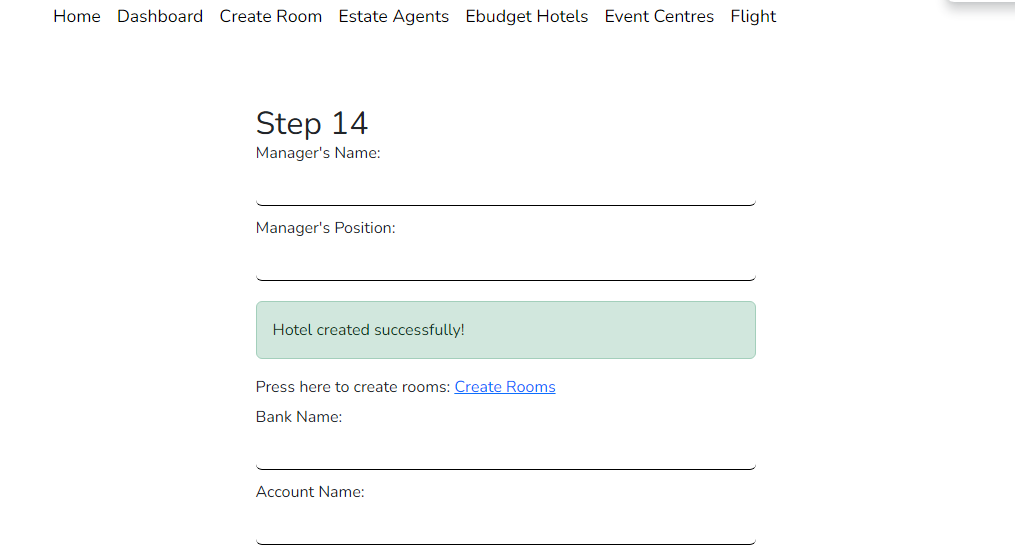 Home Dashboard Create Room Estate Agents Ebudget Hotels Event Centres Flight
Step 14
Manager's Name:
Manager's Position:
Hotel created successfully!
Press here to create rooms: Create Rooms
Bank Name:
Account Name: